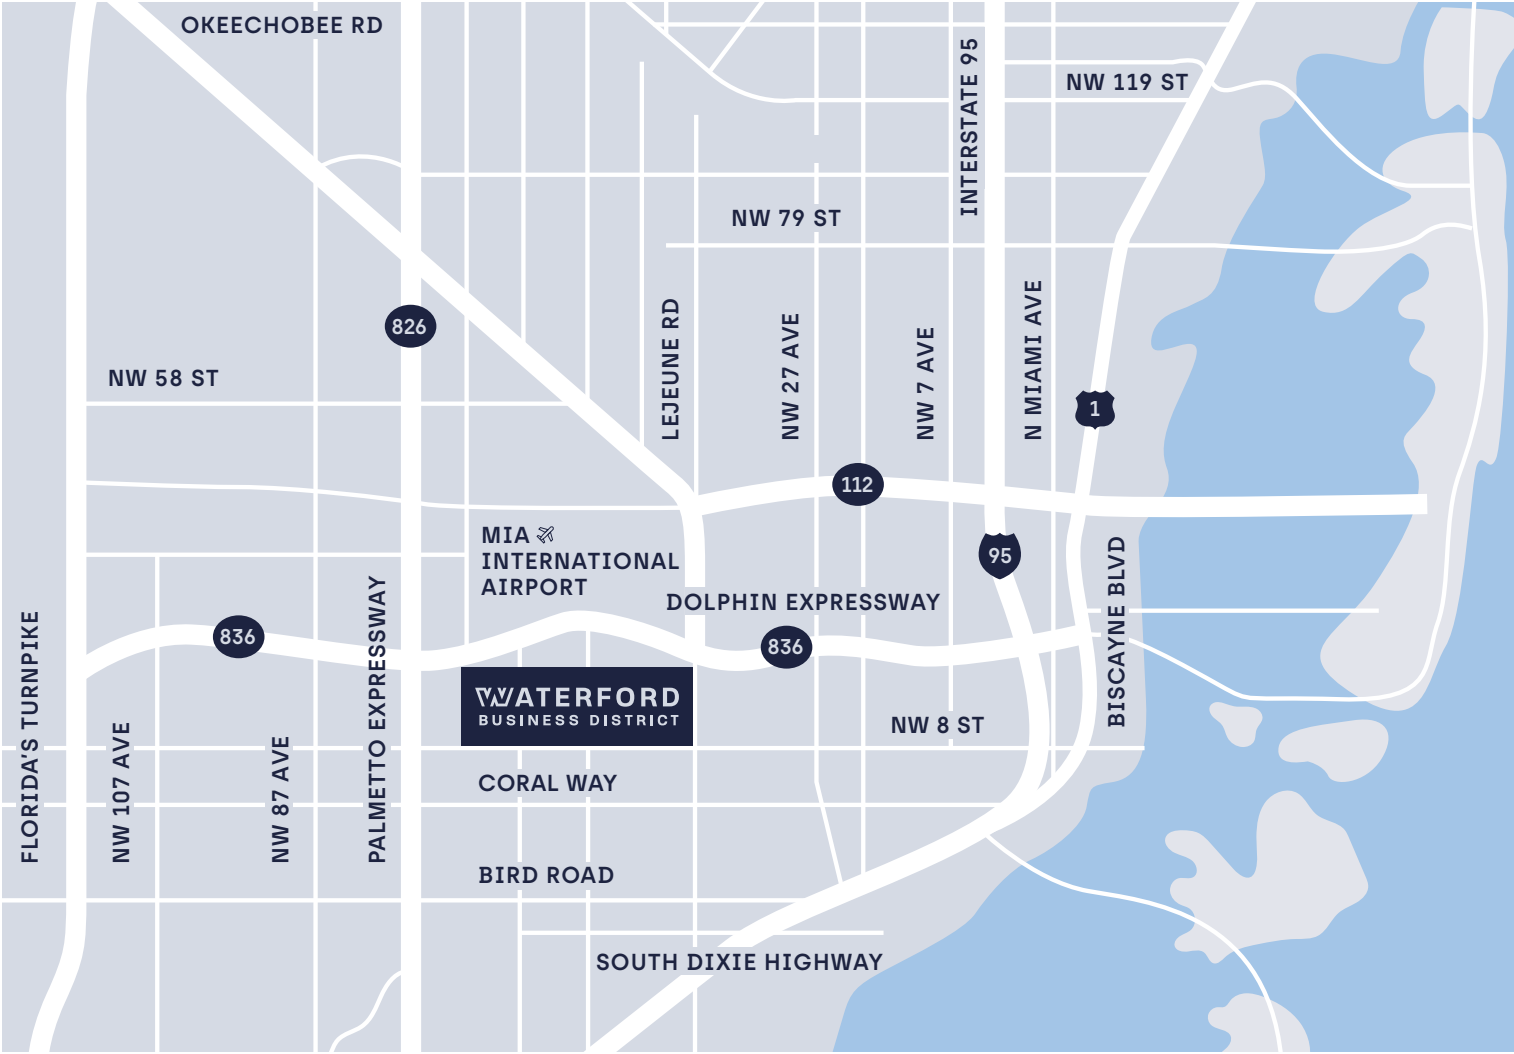 OKEECHOBEE RD
INTERSTATE 95
NW 119 ST
NW 79 ST
826
LEJEUNE RD
NW 27 AVE
NW 7 AVE
N MIAMI AVE
NW 58 ST
1
112
MIA
INTERNATIONAL
AIRPORT
95
BISCAYNE BLVD
DOLPHIN EXPRESSWAY
836
836
FLORIDA'S TURNPIKE
NW 107 AVE
NW 87 AVE
PALMETTO EXPRESSWAY
WATERFORD
BUSINESS DISTRICT
NW 8 ST
CORAL WAY
BIRD ROAD
SOUTH DIXIE HIGHWAY